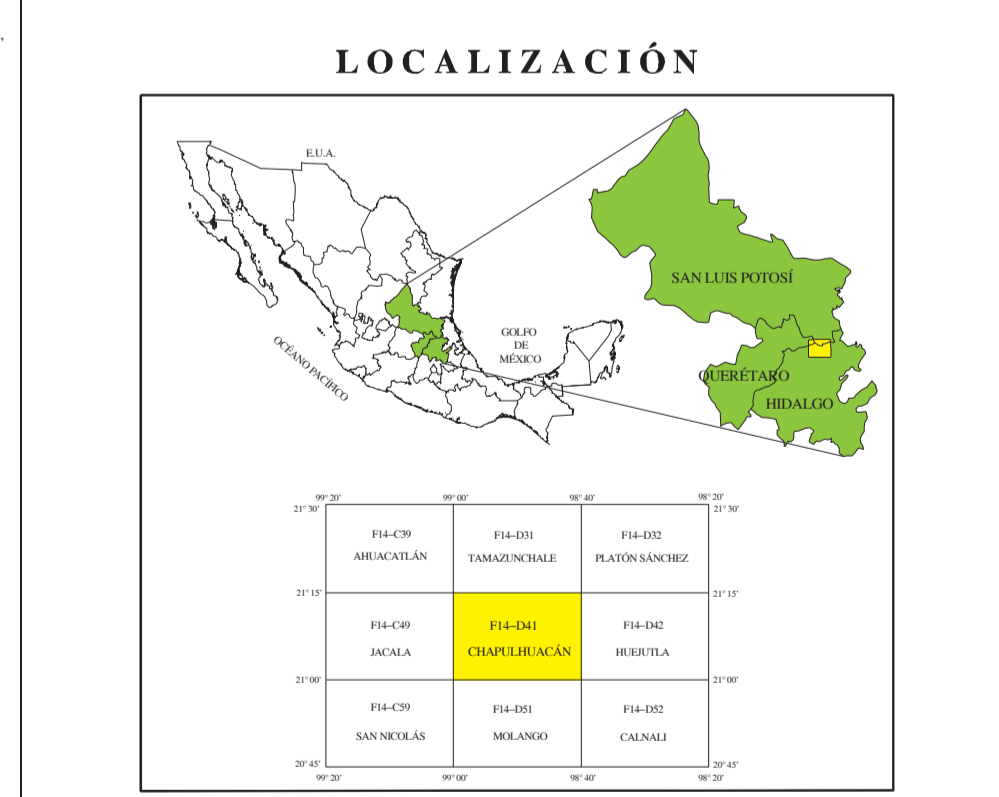 LOCALIZACIÓN
E.U.A.
SAN LUIS POTOSÍ
GOLFO
DE
MÉXICO
OCÉANO PACÍFICO
QUERÉTARO
HIDALGO
99° 20'
99° 00'
98° 40'
98° 20'
21° 30'
21° 30'
F14–C39
F14–D31
F14–D32
AHUACATLÁN
TAMAZUNCHALE
PLATÓN SÁNCHEZ
21° 15'
21° 15'
F14–C49
F14–D41
F14–D42
JACALA
CHAPULHUACÁN
HUEJUTLA
21° 00'
21° 00'
F14–C59
F14–D51
F14–D52
SAN NICOLÁS
MOLANGO
CALNALI
20° 45'
20° 45'
99° 20'
99° 00'
98° 40'
98° 20'